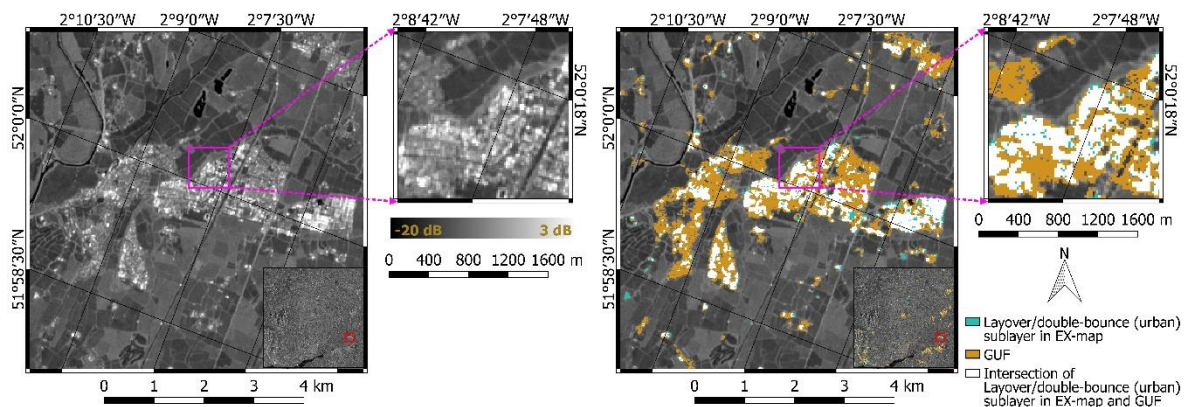 2°10'30"W 2°9'0"W 2°7'30"W
2°8'42"W 2°7'48"W
52°0'0"N
51°58'30"N
52°0'18"N
-20 dB 3 dB
0 400 800 1200 1600 m
0 1 2 3 4 km
2°10'30"W 2°9'0"W 2°7'30"W
2°8'42"W 2°7'48"W
52°0'0"N
51°58'30"N
52°0'18"N
0 400 800 1200 1600 m
N
Layover/double-bounce (urban)
sublayer in EX-map
GUF
Intersection of
Layover/double-bounce (urban)
sublayer in EX-map and GUF
0 1 2 3 4 km